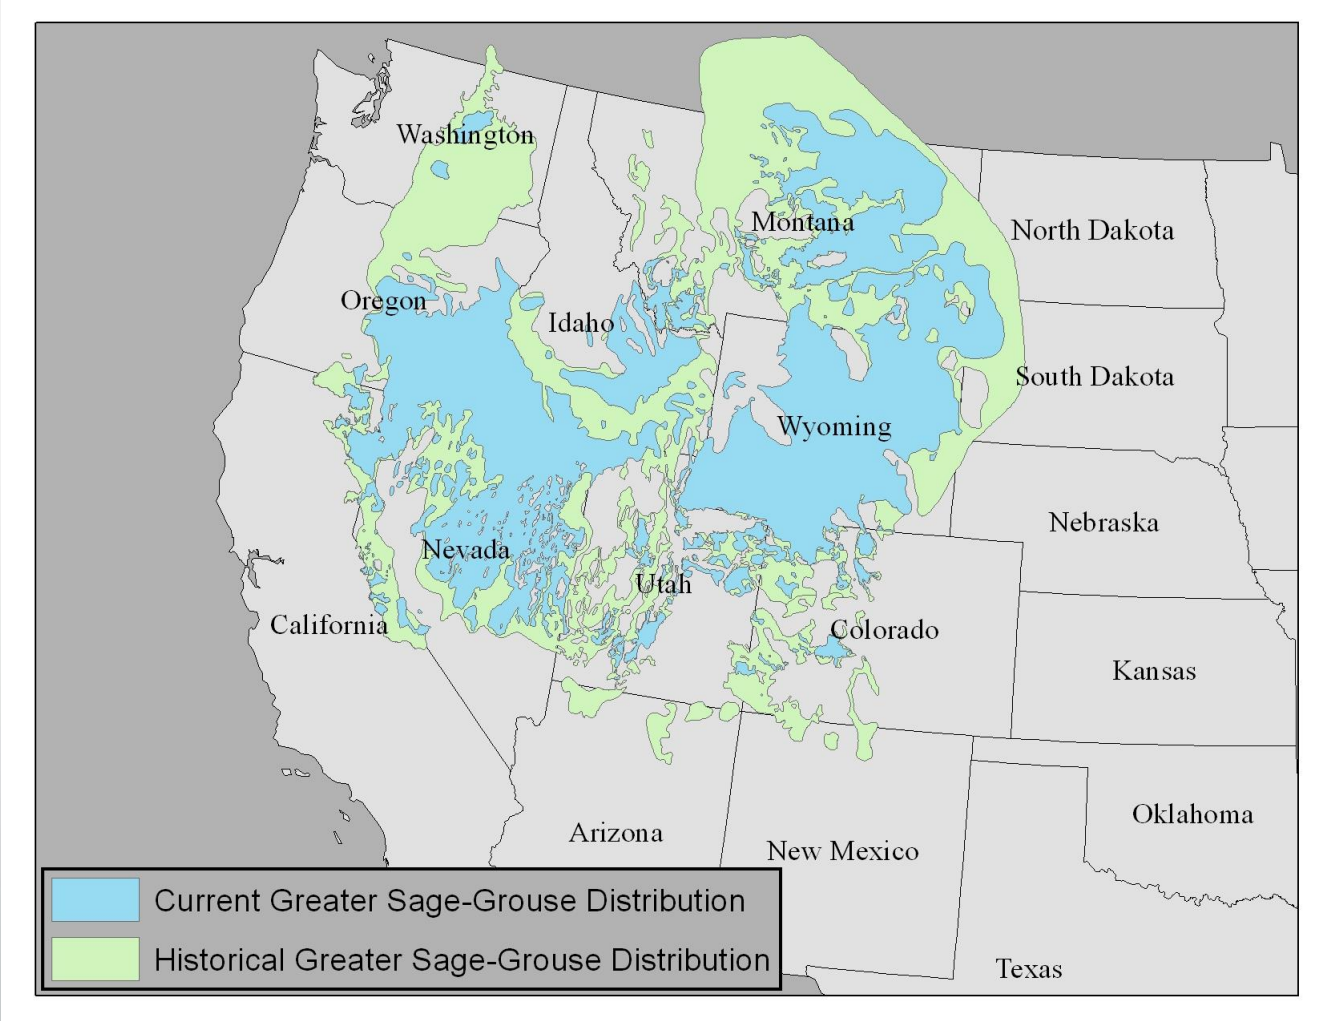 Washington
Montana
North Dakota
Oregon
Idaho
South Dakota
Wyoming
Nebraska
Nevada
Utah
California
Colorado
Kansas
Oklahoma
Arizona
New Mexico
Texas
Current Greater Sage-Grouse Distribution
Historical Greater Sage-Grouse Distribution